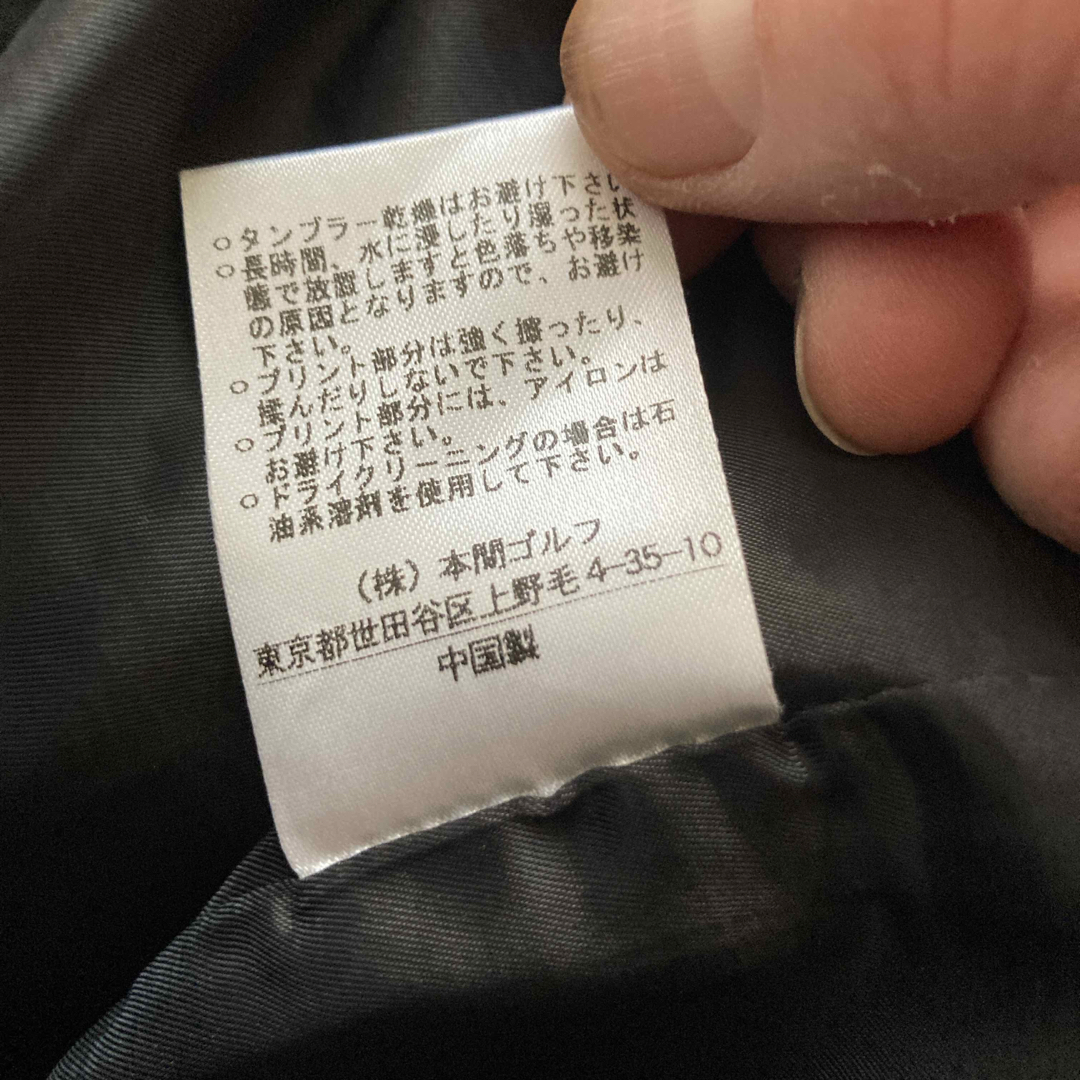 ○タンブラー乾燥はお避け下さい
○長時間、水に浸したり湿った状
態で放置しますと色落ちや移染
の原因となりますので、お避け
下さい。
○プリント部分は強く擦ったり、
揉んだりしないで下さい。
○プリント部分には、アイロンは
お避け下さい。
○ドライクリーニングの場合は石
油系溶剤を使用して下さい。
（株）本間ゴルフ
東京都世田谷区上野毛4-35-10
中国製